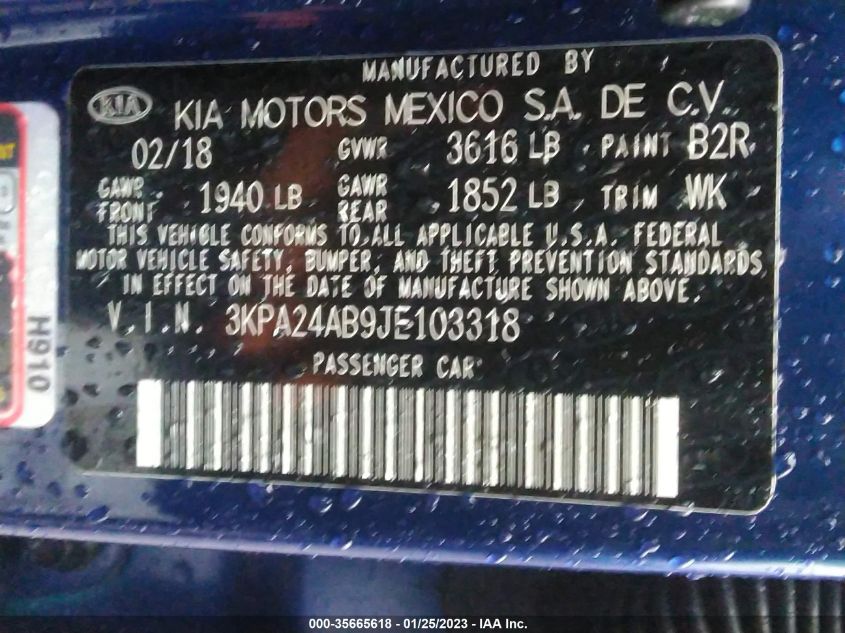 MANUFACTURED BY
KIA KIA MOTORS MEXICO S.A. DE C.V.
02/18 GVWR 3616 LB PAINT B2R
GAWR FRONT 1940 LB GAWR REAR 1852 LB TRIM WK
THIS VEHICLE CONFORMS TO ALL APPLICABLE U.S.A. FEDERAL
MOTOR VEHICLE SAFETY, BUMPER, AND THEFT PREVENTION STANDARDS
IN EFFECT ON THE DATE OF MANUFACTURE SHOWN ABOVE.
V.I.N. 3KPA24AB9JE103318
PASSENGER CAR
H910
000-35665618 - 01/25/2023 - IAA Inc.